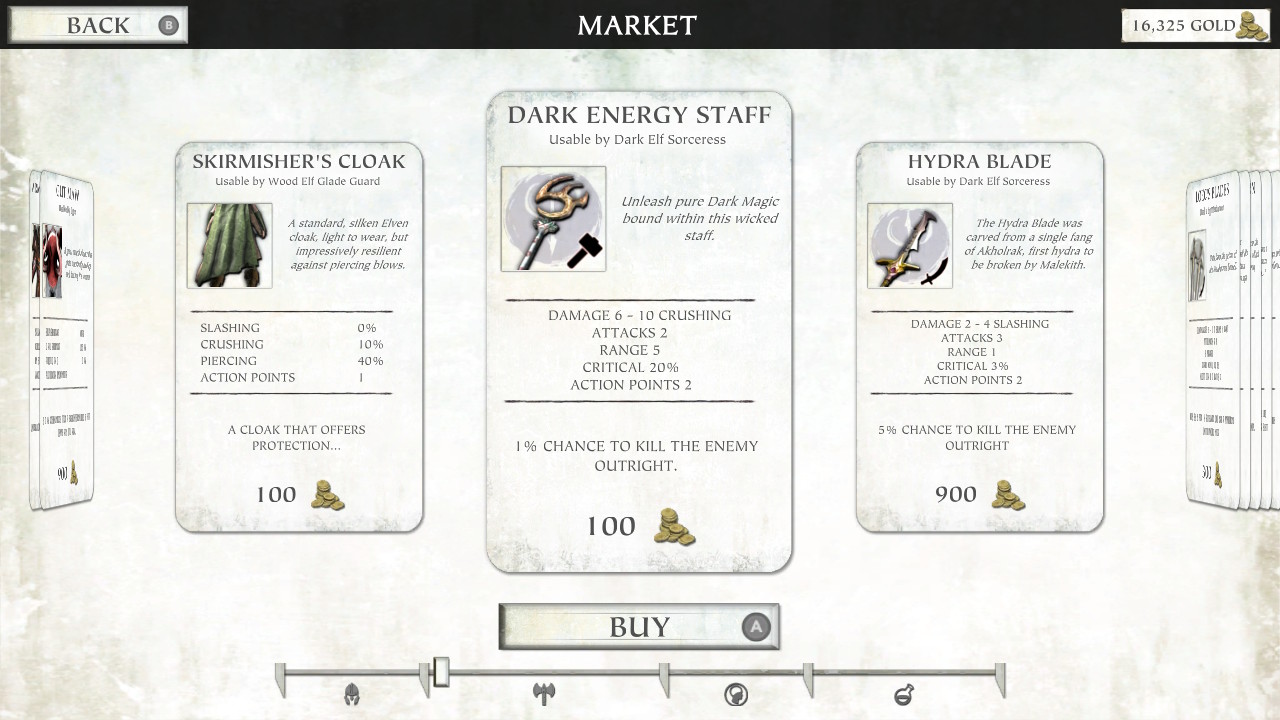 BACK B
MARKET
16,325 GOLD
SKIRMISHER'S CLOAK
Usable by Wood Elf Glade Guard
A standard, silken Elven
cloak, light to wear, but
impressively resilient
against piercing blows.
SLASHING 0%
CRUSHING 10%
PIERCING 40%
ACTION POINTS 1
A CLOAK THAT OFFERS
PROTECTION...
100
DARK ENERGY STAFF
Usable by Dark Elf Sorceress
Unleash pure Dark Magic
bound within this wicked
staff.
DAMAGE 6 - 10 CRUSHING
ATTACKS 2
RANGE 5
CRITICAL 20%
ACTION POINTS 2
1% CHANCE TO KILL THE ENEMY
OUTRIGHT.
100
HYDRA BLADE
Usable by Dark Elf Sorceress
The Hydra Blade was
carved from a single fang
of Akholrak, first hydra to
be broken by Malekith.
DAMAGE 2 - 4 SLASHING
ATTACKS 3
RANGE 1
CRITICAL 3%
ACTION POINTS 2
5% CHANCE TO KILL THE ENEMY
OUTRIGHT
900
900
300
BUY A